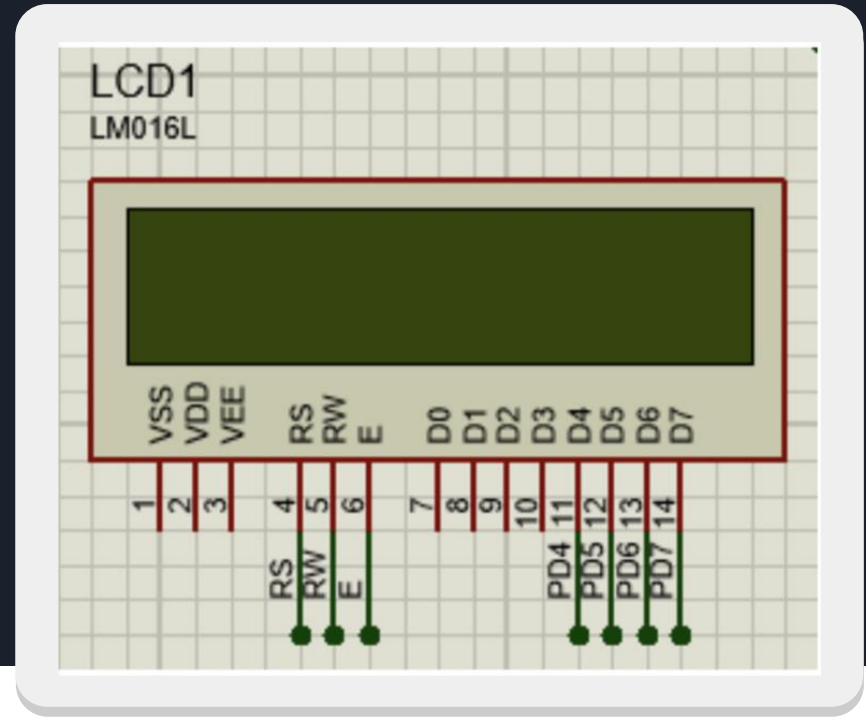 LCD1
LM016L
VSS VDD VEE RS RW E D0 D1 D2 D3 D4 D5 D6 D7
1 2 3 4 5 6 7 8 9 10 11 12 13 14
RS RW E PD4 PD5 PD6 PD7